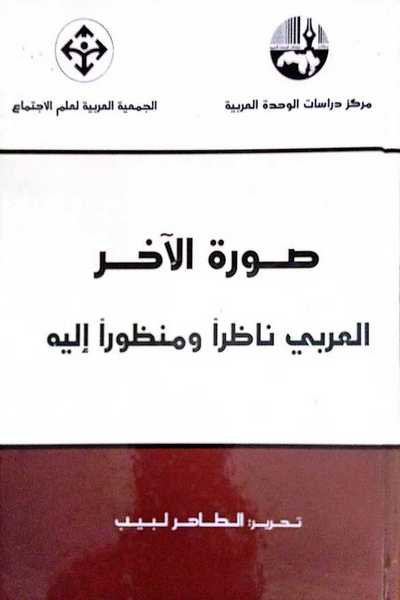 مركز دراسات الوحدة العربية
الجمعية العربية لعلم الاجتماع
صورة الآخر
العربي ناظراً ومنظوراً إليه
تحرير: الطاهر لبيب